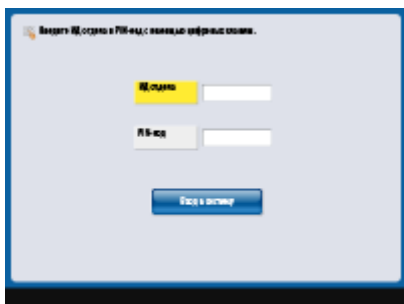 Введите ИД отдела и PIN-код с помощью цифровых клавиш.
ИД отдела
PIN-код
Вход в систему